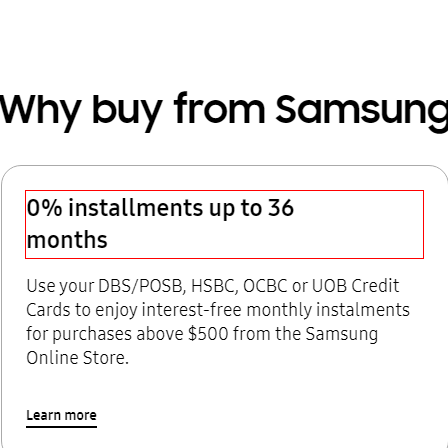 Why buy from Samsung
0% installments up to 36
months
Use your DBS/POSB, HSBC, OCBC or UOB Credit
Cards to enjoy interest-free monthly instalments
for purchases above $500 from the Samsung
Online Store.
Learn more